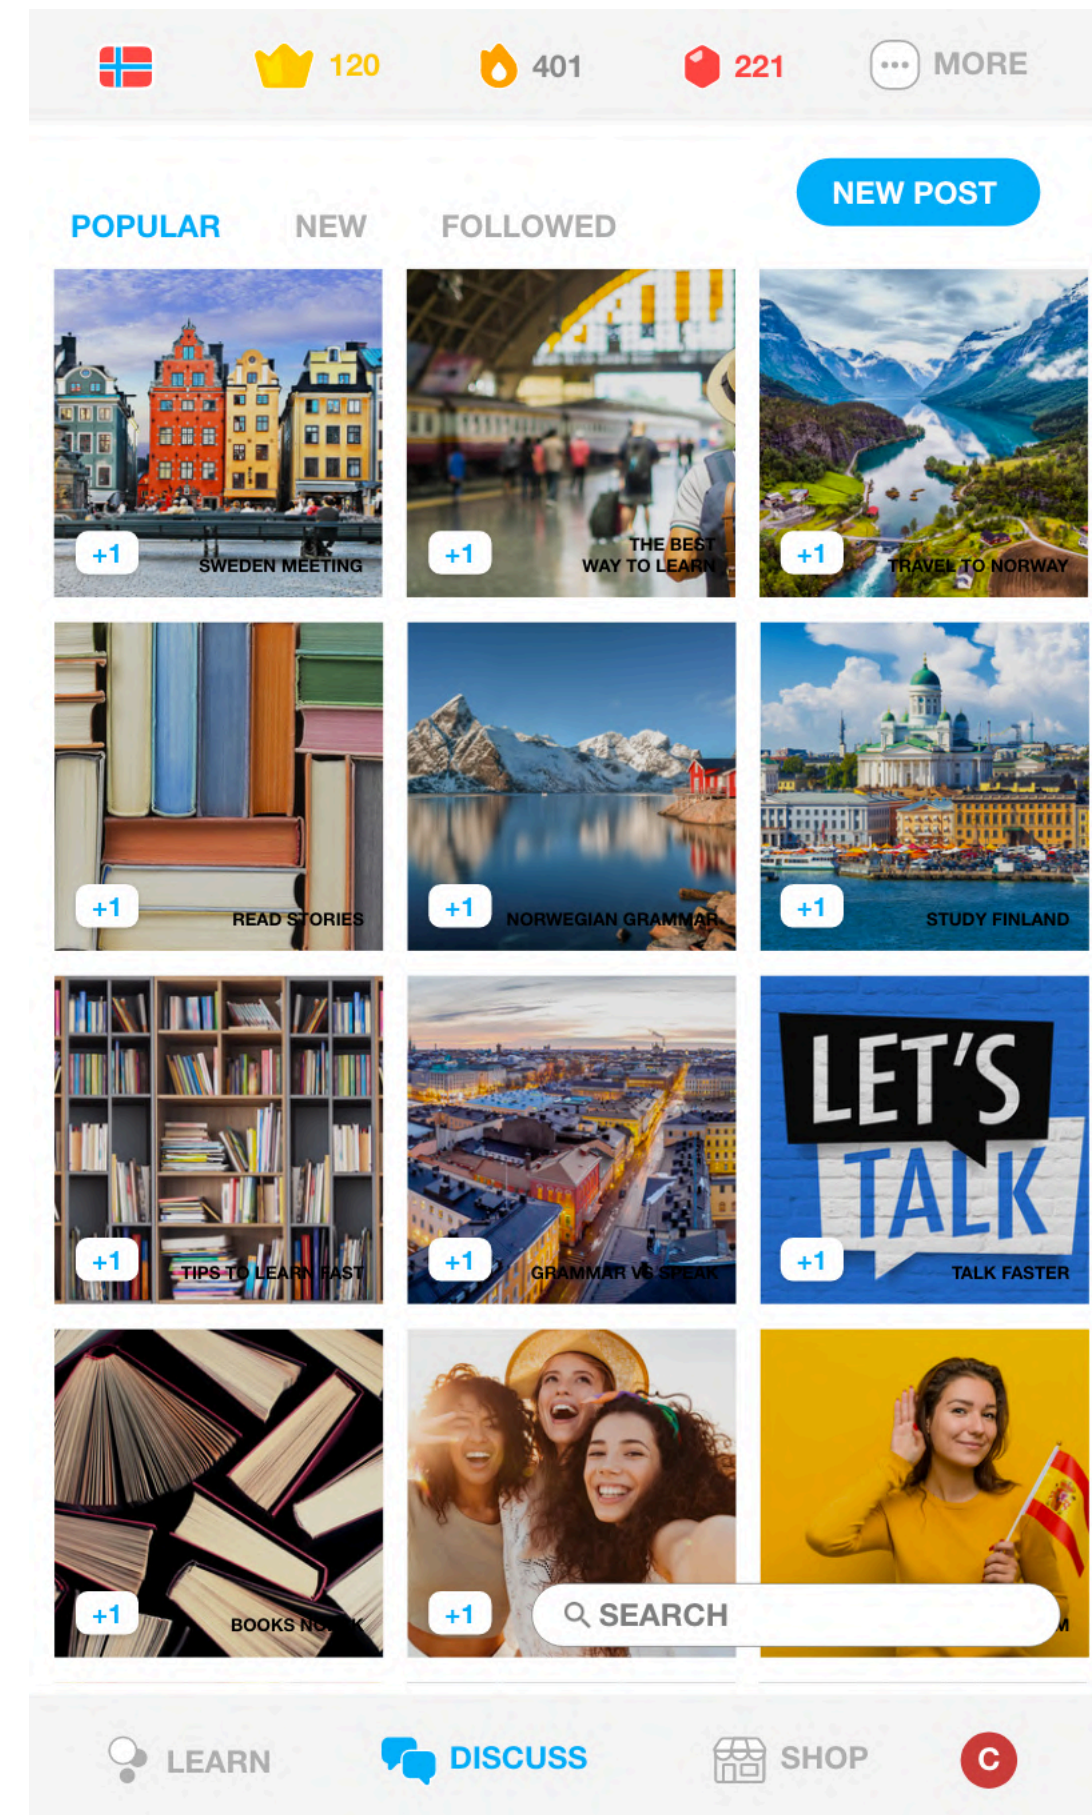 120
401
221
MORE
NEW POST
POPULAR
NEW
FOLLOWED
+1
SWEDEN MEETING
+1
THE BEST
WAY TO LEARN
+1
TRAVEL TO NORWAY
+1
READ STORIES
+1
NORWEGIAN GRAMMAR
+1
STUDY FINLAND
+1
TIPS TO LEARN FAST
+1
GRAMMAR VS SPEAK
LET'S
TALK
+1
TALK FASTER
+1
BOOKS
+1
SEARCH
LEARN
DISCUSS
SHOP
C